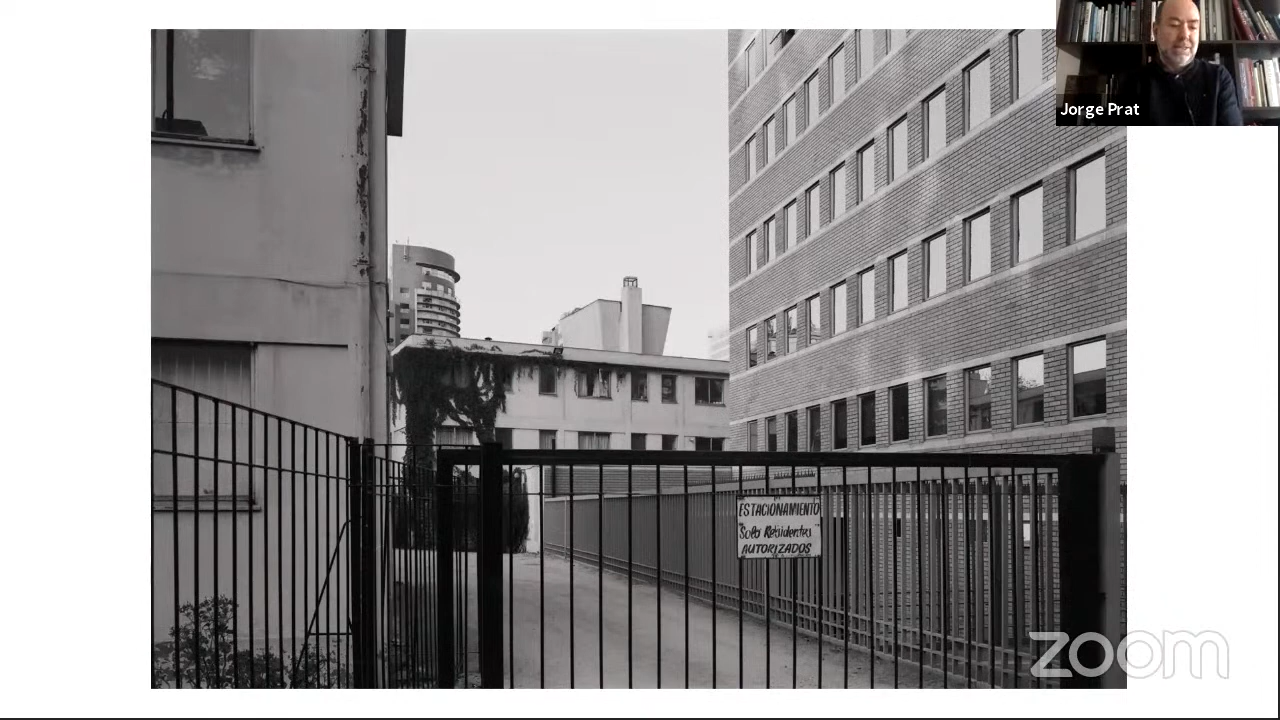 Jorge Prat
ESTACIONAMIENTO
"Solo Residentes"
AUTORIZADOS
zoom